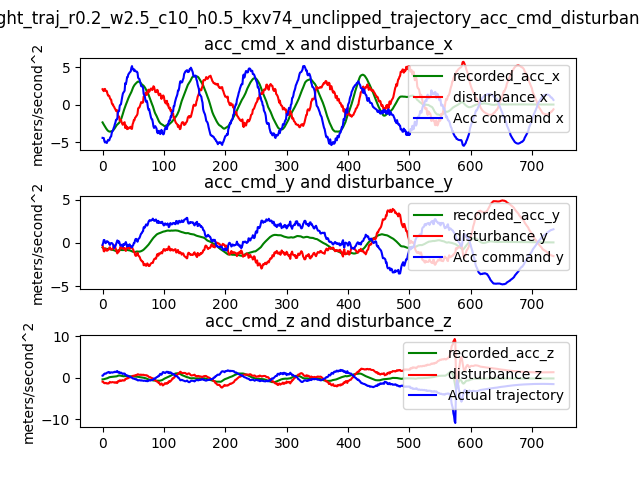 ght_traj_r0.2_w2.5_c10_h0.5_kxv74_unclipped_trajectory_acc_cmd_disturban
acc_cmd_x and disturbance_x
meters/second^2
5
0
−5
recorded_acc_x
disturbance x
Acc command x
0 100 200 300 400 500 600 700
acc_cmd_y and disturbance_y
meters/second^2
5
0
−5
recorded_acc_y
disturbance y
Acc command y
0 100 200 300 400 500 600 700
acc_cmd_z and disturbance_z
meters/second^2
10
0
−10
recorded_acc_z
disturbance z
Actual trajectory
0 100 200 300 400 500 600 700